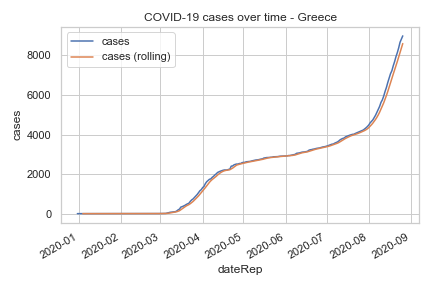 COVID-19 cases over time - Greece
cases
cases (rolling)
8000
6000
4000
2000
0
cases
2020-01
2020-02
2020-03
2020-04
2020-05
2020-06
2020-07
2020-08
2020-09
dateRep